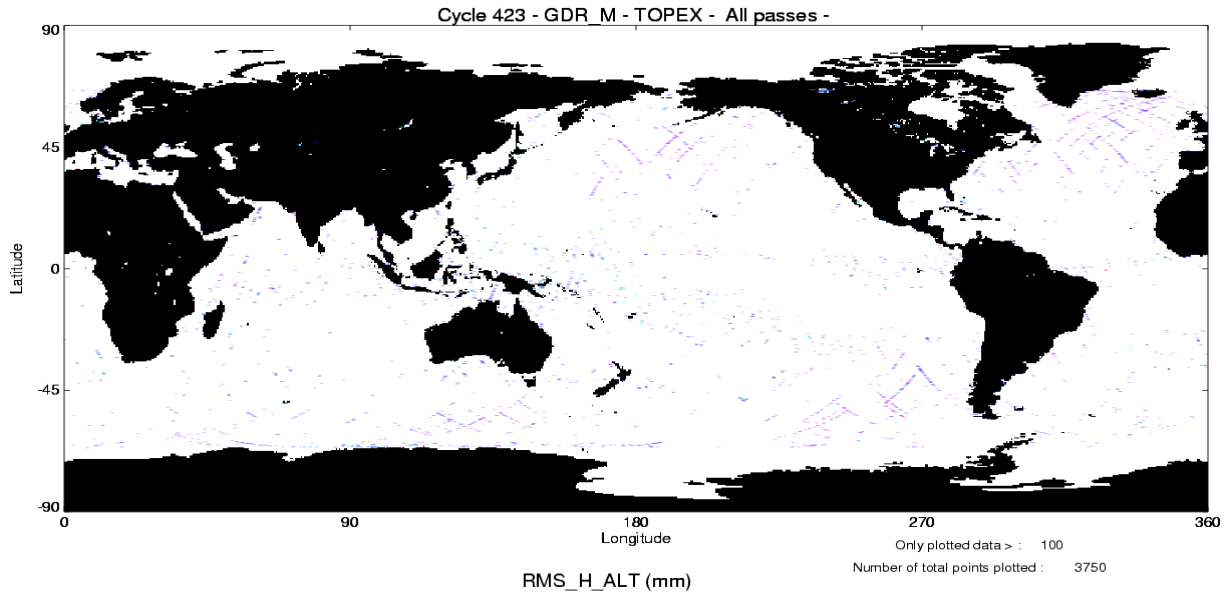 Cycle 423 - GDR_M - TOPEX - All passes -
90
45
0
-45
-90
Latitude
0 90 180 270 360
Longitude
Only plotted data > : 100
Number of total points plotted : 3750
RMS_H_ALT (mm)